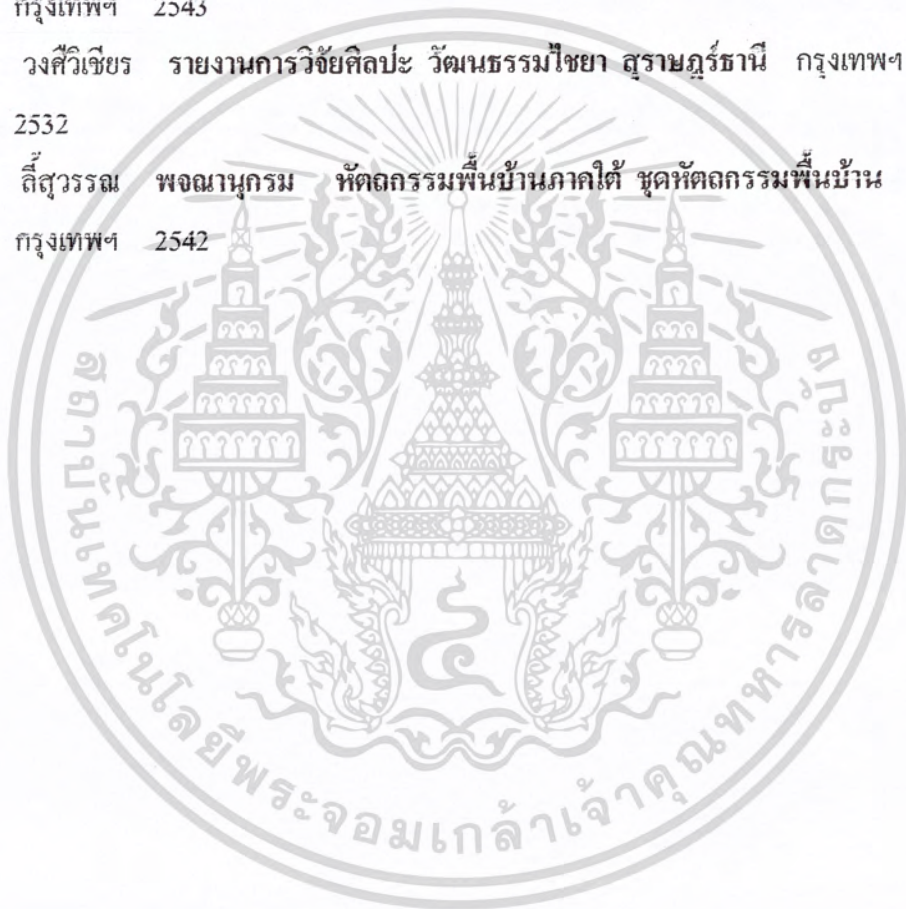 กรุงเทพฯ 2543
วงศ์วิเชียร รายงานการวิจัยศิลปะ วัฒนธรรมไชยา สุราษฎร์ธานี กรุงเทพฯ
2532
ลี้สุวรรณ พจณานุกรม หัตถกรรมพื้นบ้านภาคใต้ ชุดหัตถกรรมพื้นบ้าน
กรุงเทพฯ 2542
สถาบันเทคโนโลยีพระจอมเกล้าเจ้าคุณทหารลาดกระบัง
๔